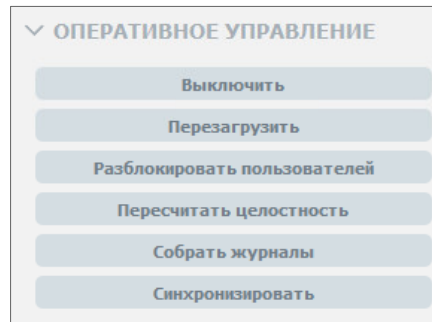 ОПЕРАТИВНОЕ УПРАВЛЕНИЕ
Выключить
Перезагрузить
Разблокировать пользователей
Пересчитать целостность
Собрать журналы
Синхронизировать